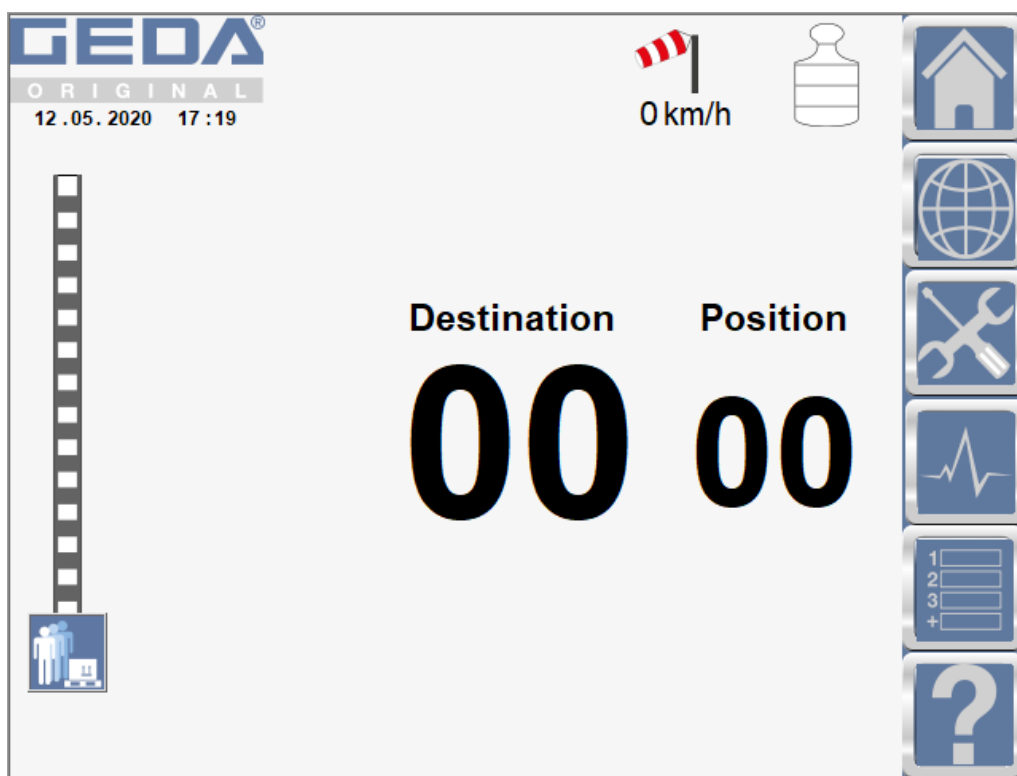 GEDA®
ORIGINAL
12.05.2020 17:19
0 km/h
Destination Position
00 00
1
2
3
+
?